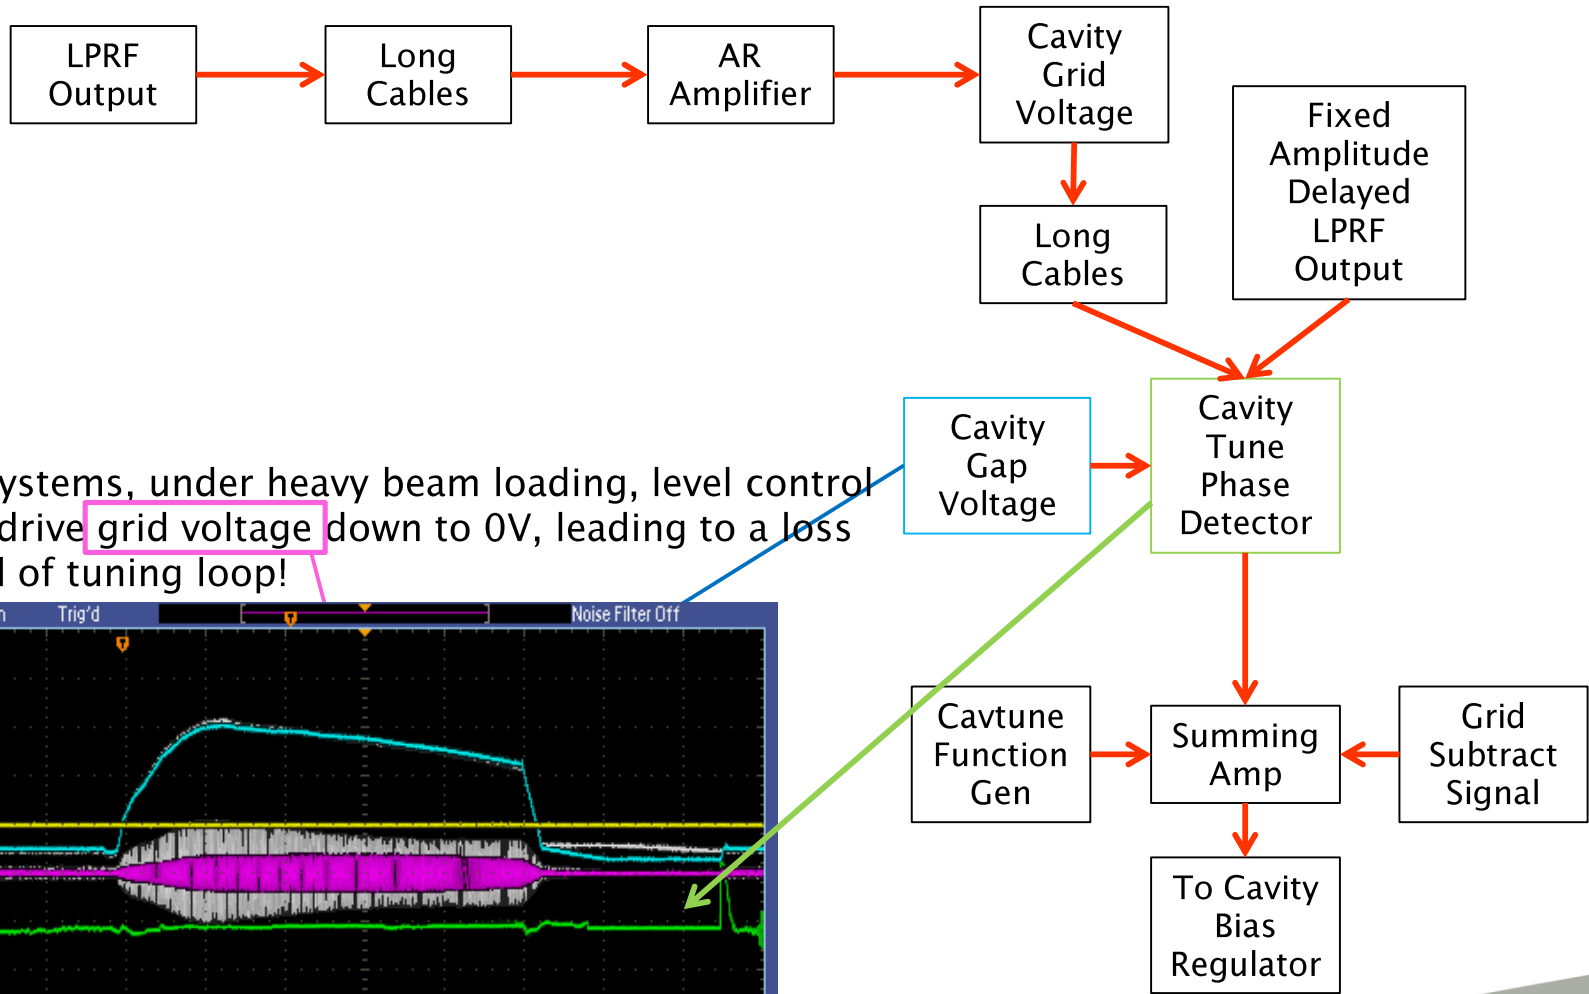 LPRF
Output
Long
Cables
AR
Amplifier
Cavity
Grid
Voltage
Fixed
Amplitude
Delayed
LPRF
Output
Long
Cables
Cavity
Gap
Voltage
Cavity
Tune
Phase
Detector
ystems, under heavy beam loading, level control
drive grid voltage down to 0V, leading to a loss
of tuning loop!
Trig'd
Noise Filter Off
T
T
Cavtune
Function
Gen
Summing
Amp
Grid
Subtract
Signal
To Cavity
Bias
Regulator